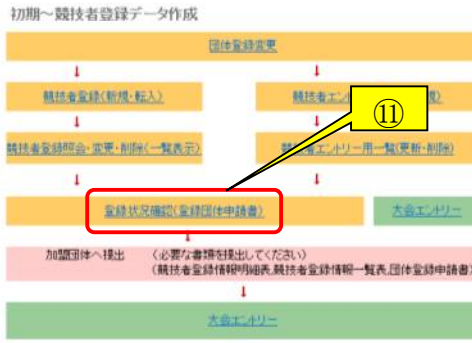 初期～競技者登録データ作成
団体登録変更
競技者登録(新規・転入)
競技者エント
規)
⑪
競技者登録照会・変更・削除(一覧表示)
競技者エントリー用一覧(更新・削除)
登録状況確認(登録団体申請書)
大会エントリー
加盟団体へ提出 (必要な書類を提出してください)
(競技者登録情報明細表,競技者登録情報一覧表,団体登録申請書)
大会エントリー